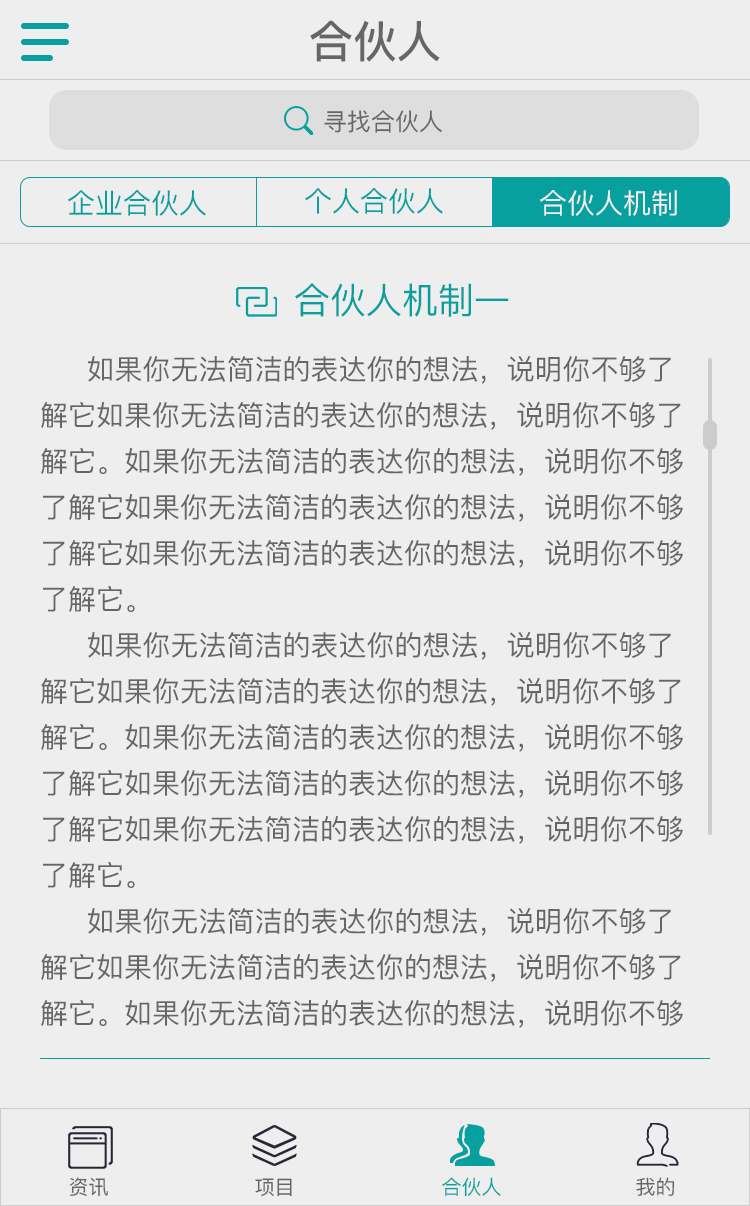 合伙人
寻找合伙人
企业合伙人 个人合伙人 合伙人机制
合伙人机制一
如果你无法简洁的表达你的想法，说明你不够了
解它如果你无法简洁的表达你的想法，说明你不够了
解它。如果你无法简洁的表达你的想法，说明你不够
了解它如果你无法简洁的表达你的想法，说明你不够
了解它如果你无法简洁的表达你的想法，说明你不够
了解它。
如果你无法简洁的表达你的想法，说明你不够了
解它如果你无法简洁的表达你的想法，说明你不够了
解它。如果你无法简洁的表达你的想法，说明你不够
了解它如果你无法简洁的表达你的想法，说明你不够
了解它如果你无法简洁的表达你的想法，说明你不够
了解它。
如果你无法简洁的表达你的想法，说明你不够了
解它如果你无法简洁的表达你的想法，说明你不够了
解它。如果你无法简洁的表达你的想法，说明你不够
资讯 项目 合伙人 我的